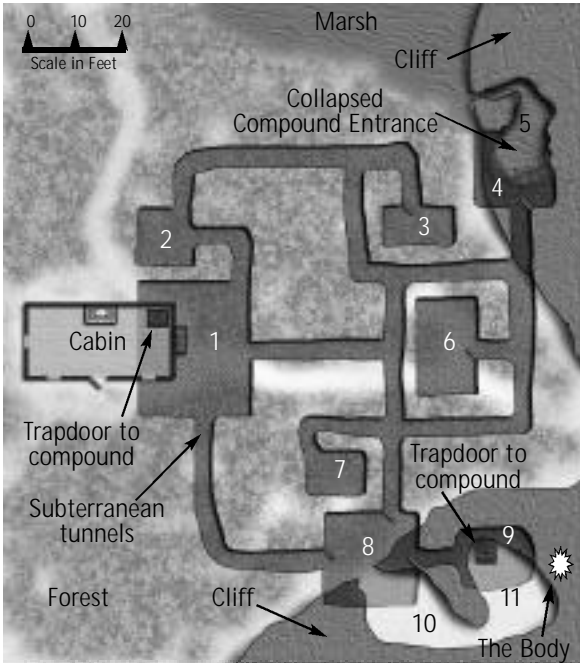 0 10 20
Scale in Feet
Marsh
Cliff
Collapsed
Compound Entrance
5
4
2
3
Cabin
1
6
Trapdoor to
compound
Trapdoor to
compound
7
Subterranean
tunnels
8
9
Forest
Cliff
10
11
The Body